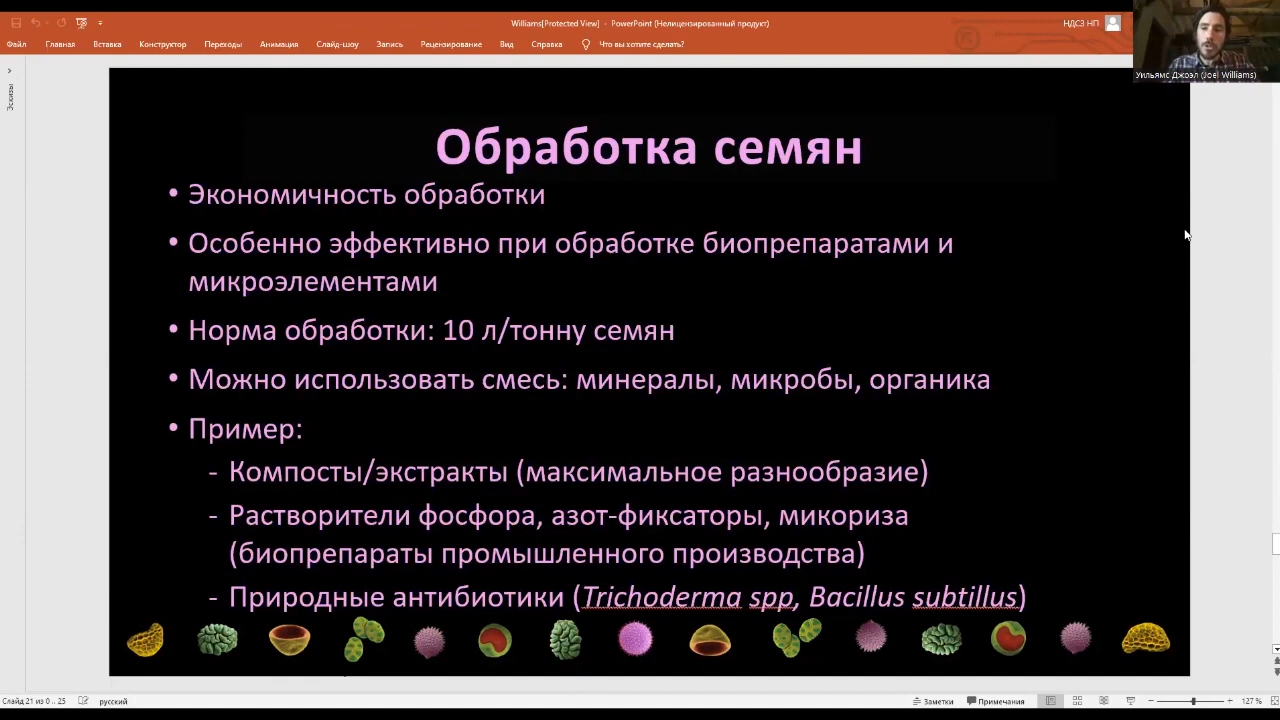 Williams[Protected View] - PowerPoint (Нелицензированный продукт)
НДСЗ НП
Файл Главная Вставка Конструктор Переходы Анимация Слайд-шоу Запись Рецензирование Вид Справка Что вы хотите сделать?
Уильямс Джоэл (Joel Williams)
Эскизы
Обработка семян
• Экономичность обработки
• Особенно эффективно при обработке биопрепаратами и
микроэлементами
• Норма обработки: 10 л/тонну семян
• Можно использовать смесь: минералы, микробы, органика
• Пример:
- Компосты/экстракты (максимальное разнообразие)
- Растворители фосфора, азот-фиксаторы, микориза
(биопрепараты промышленного производства)
- Природные антибиотики (Trichoderma spp, Bacillus subtillus)
Слайд 21 из 0 .. 25 русский Заметки Примечания 127 %